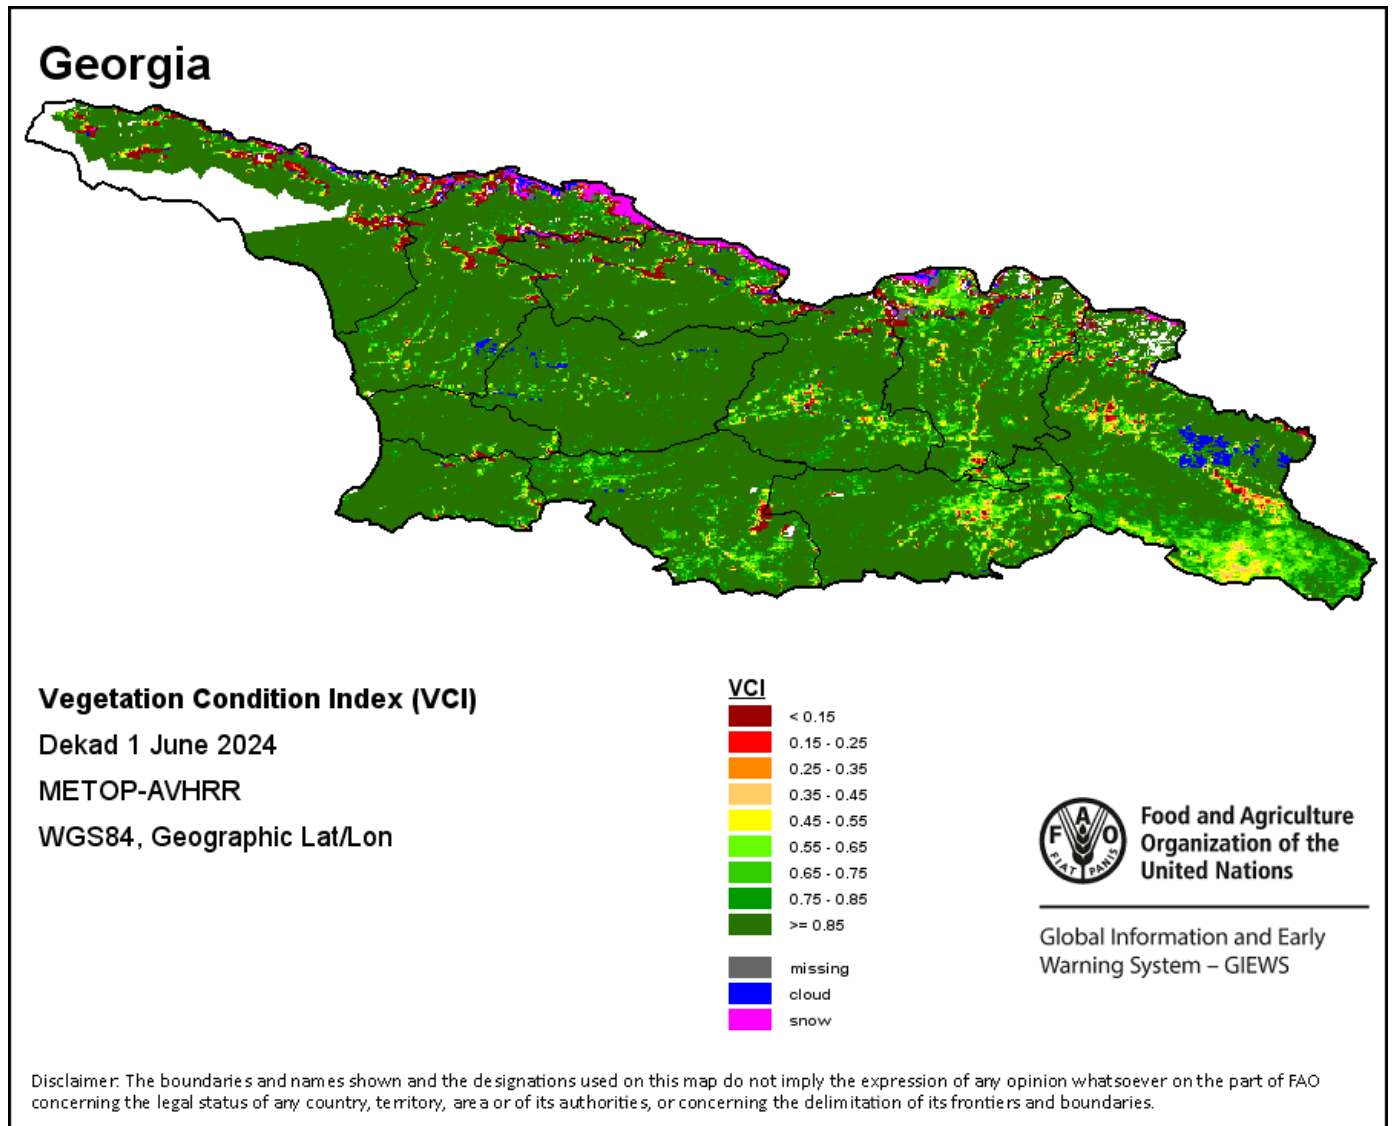 Georgia
Vegetation Condition Index (VCI)
Dekad 1 June 2024
METOP-AVHRR
WGS84, Geographic Lat/Lon
VCI
< 0.15
0.15 - 0.25
0.25 - 0.35
0.35 - 0.45
0.45 - 0.55
0.55 - 0.65
0.65 - 0.75
0.75 - 0.85
>= 0.85
missing
cloud
snow
F A O
FIAT PANIS
Food and Agriculture
Organization of the
United Nations
Global Information and Early
Warning System – GIEWS
Disclaimer: The boundaries and names shown and the designations used on this map do not imply the expression of any opinion whatsoever on the part of FAO
concerning the legal status of any country, territory, area or of its authorities, or concerning the delimitation of its frontiers and boundaries.